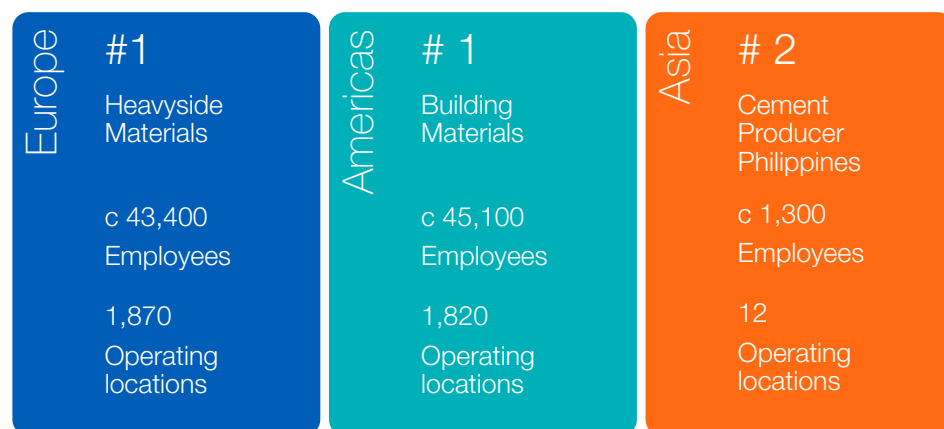 Europe
#1
Heavyside
Materials
c 43,400
Employees
1,870
Operating
locations
Americas
# 1
Building
Materials
c 45,100
Employees
1,820
Operating
locations
Asia
# 2
Cement
Producer
Philippines
c 1,300
Employees
12
Operating
locations